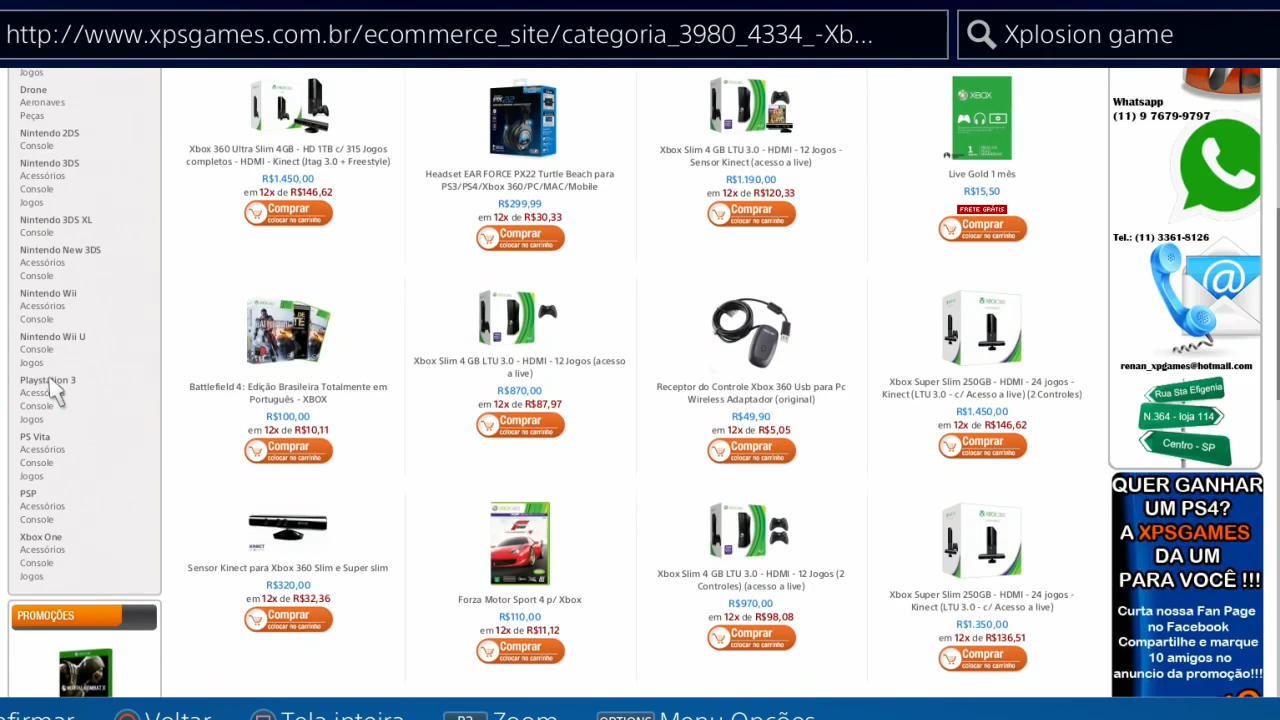 http://www.xpsgames.com.br/ecommerce_site/categoria_3980_4334_-Xb...
Xplosion game
Jogos
Drone
Aeronaves
Peças
Nintendo 2DS
Console
Nintendo 3DS
Acessórios
Console
Jogos
Nintendo 3DS XL
Console
Nintendo New 3DS
Acessórios
Console
Nintendo Wii
Acessórios
Console
Nintendo Wii U
Console
Jogos
Playstation 3
Console
Jogos
PS Vita
Acessórios
Console
Jogos
PSP
Acessórios
Console
Xbox One
Acessórios
Console
Jogos
PROMOÇÕES
Xbox 360 Ultra Slim 4GB - HD 1TB c/ 315 Jogos
completos - HDMI - Kinect (Jtag 3.0 + Freestyle)
R$1.450,00
em 12x de R$146,62
Comprar
colocar no carrinho
Headset EAR FORCE PX22 Turtle Beach para
PS3/PS4/Xbox 360/PC/MAC/Mobile
R$299,99
em 12x de R$30,33
Comprar
colocar no carrinho
Xbox Slim 4 GB LTU 3.0 - HDMI - 12 Jogos -
Sensor Kinect (acesso a live)
R$1.190,00
em 12x de R$120,33
Comprar
colocar no carrinho
XBOX
Live Gold 1 mês
R$15,50
FRETE GRÁTIS
Comprar
colocar no carrinho
Battlefield 4: Edição Brasileira Totalmente em
Português - XBOX
R$100,00
em 12x de R$10,11
Comprar
colocar no carrinho
Xbox Slim 4 GB LTU 3.0 - HDMI - 12 Jogos (acesso
a live)
R$870,00
em 12x de R$87,97
Comprar
colocar no carrinho
Receptor do Controle Xbox 360 Usb para Pc
Wireless Adaptador (original)
R$49,90
em 12x de R$5,05
Comprar
colocar no carrinho
Xbox Super Slim 250GB - HDMI - 24 jogos -
Kinect (LTU 3.0 - c/ Acesso a live) (2 Controles)
R$1.450,00
em 12x de R$146,62
Comprar
colocar no carrinho
KINECT
Sensor Kinect para Xbox 360 Slim e Super slim
R$320,00
em 12x de R$32,36
Comprar
colocar no carrinho
Forza Motor Sport 4 p/ Xbox
R$110,00
em 12x de R$11,12
Comprar
colocar no carrinho
Xbox Slim 4 GB LTU 3.0 - HDMI - 12 Jogos (2
Controles) (acesso a live)
R$970,00
em 12x de R$98,08
Comprar
colocar no carrinho
Xbox Super Slim 250GB - HDMI - 24 jogos -
Kinect (LTU 3.0 - c/ Acesso a live)
R$1.350,00
em 12x de R$136,51
Comprar
colocar no carrinho
Whatsapp
(11) 9 7679-9797
Tel.: (11) 3361-8126
renan_xpgames@hotmail.com
Rua Sta Efigenia
N.364 - loja 114
Centro - SP
QUER GANHAR
UM PS4?
A XPSGAMES
DA UM
PARA VOCÊ !!!
Curta nossa Fan Page
no Facebook
Compartilhe e marque
10 amigos no
anuncio da promoção!!!
Voltar
Tela inteira
R3 Zoom
OPTIONS Menu Opções